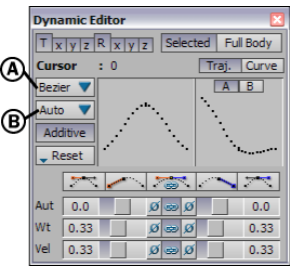 Dynamic Editor
T x y z R x y z Selected Full Body
Cursor : 0 Traj. Curve
A Bezier A B
B Auto
Additive
Reset
Aut 0.0 Ø Ø 0.0
Wt 0.33 Ø Ø 0.33
Vel 0.33 Ø Ø 0.33